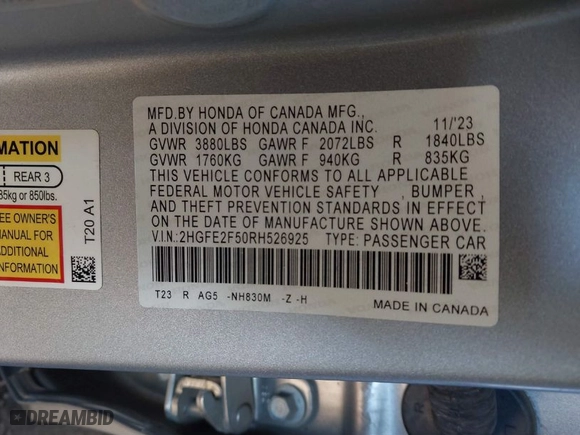 MFD.BY HONDA OF CANADA MFG.,
A DIVISION OF HONDA CANADA INC. 11/'23
GVWR 3880LBS GAWR F 2072LBS R 1840LBS
GVWR 1760KG GAWR F 940KG R 835KG
THIS VEHICLE CONFORMS TO ALL APPLICABLE
FEDERAL MOTOR VEHICLE SAFETY , BUMPER
AND THEFT PREVENTION STANDARDS IN EFFECT
ON THE DATE OF MANUFACTURE SHOWN ABOVE.
V.I.N.:2HGFE2F50RH526925 TYPE: PASSENGER CAR
T23 R AG5 -NH830M -Z -H
MADE IN CANADA
MATION
REAR 3
85kg or 850lbs.
EE OWNER'S
MANUAL FOR
ADDITIONAL
NFORMATION
T20 A1
DREAMBID